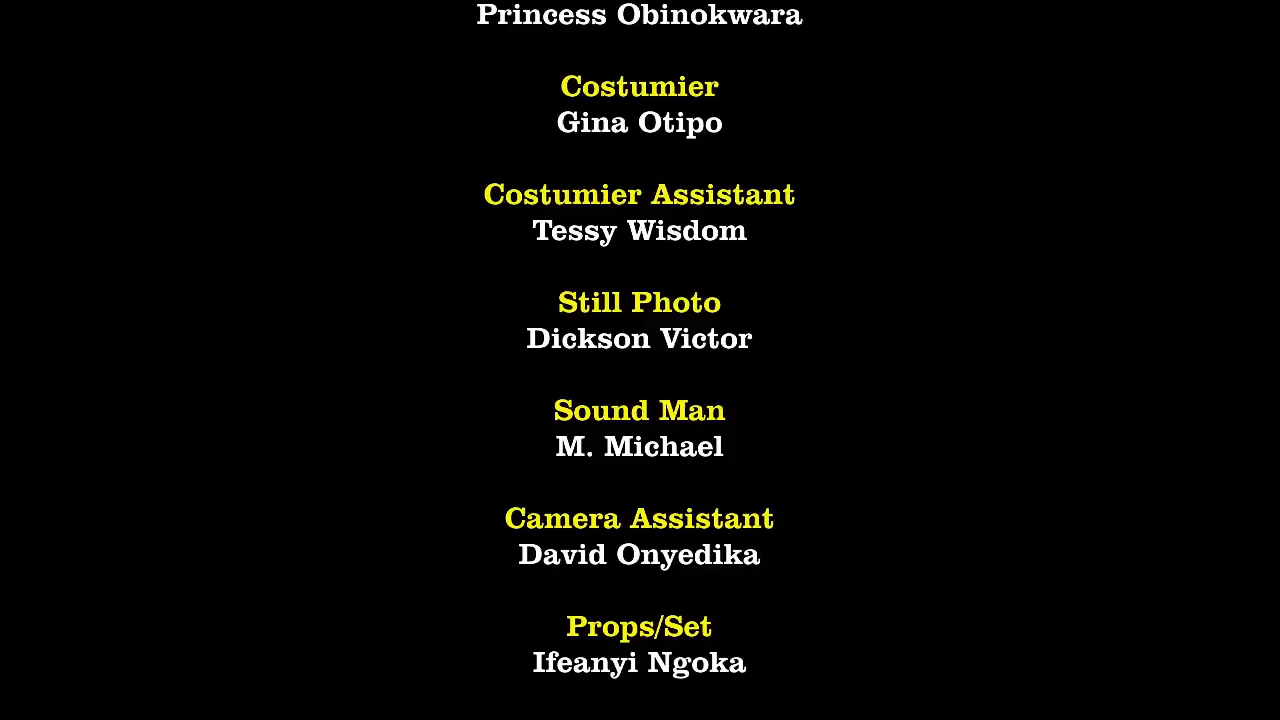 Princess Obinokwara
Costumier
Gina Otipo
Costumier Assistant
Tessy Wisdom
Still Photo
Dickson Victor
Sound Man
M. Michael
Camera Assistant
David Onyedika
Props/Set
Ifeanyi Ngoka